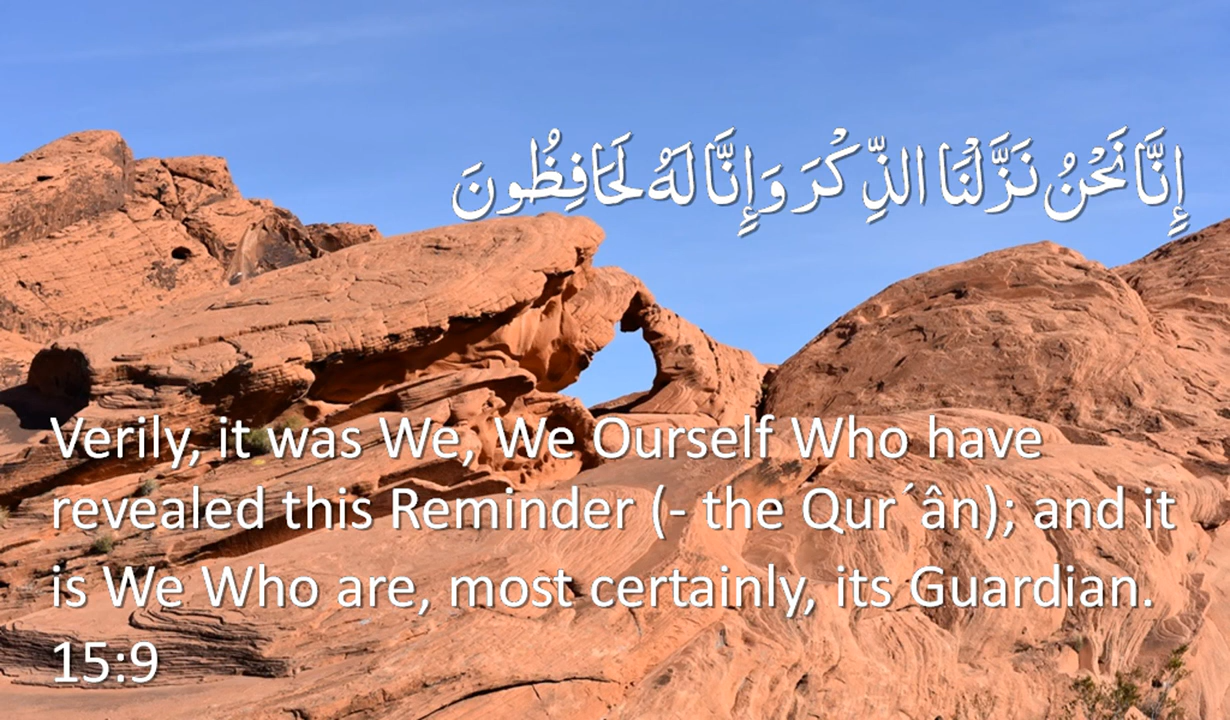 إِنَّا نَحْنُ نَزَّلْنَا الذِّكْرَ وَإِنَّا لَهُ لَحَافِظُونَ
Verily, it was We, We Ourself Who have
revealed this Reminder (- the Qur´ân); and it
is We Who are, most certainly, its Guardian.
15:9